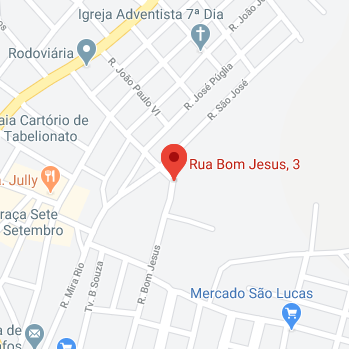 Igreja Adventista 7ª Dia
Rodoviária
R. João Paulo VI
R. José Púglia
R. São José
aia Cartório de
Tabelionato
Rua Bom Jesus, 3
. Jully
raça Sete
Setembro
R. Mira Rio
Tv. B Souza
R. Bom Jesus
Mercado São Lucas
a de
fos